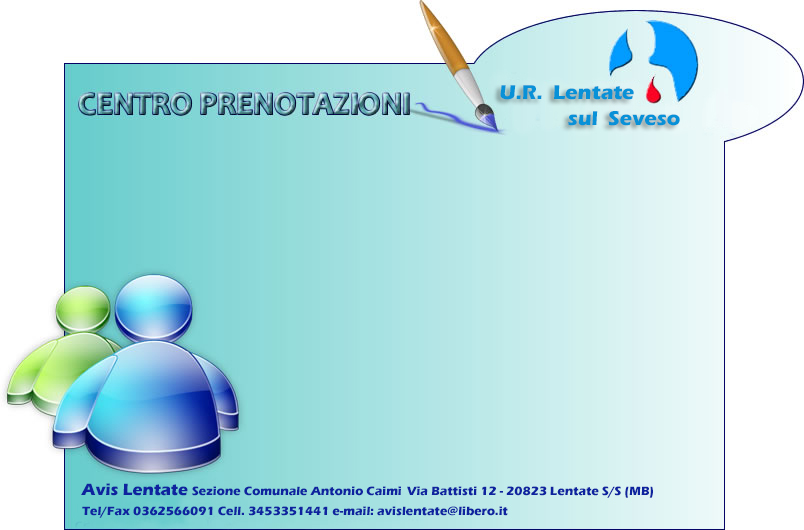 CENTRO PRENOTAZIONI
U.R. Lentate
sul Seveso
Avis Lentate Sezione Comunale Antonio Caimi Via Battisti 12 - 20823 Lentate S/S (MB)
Tel/Fax 0362566091 Cell. 3453351441 e-mail: avislentate@libero.it